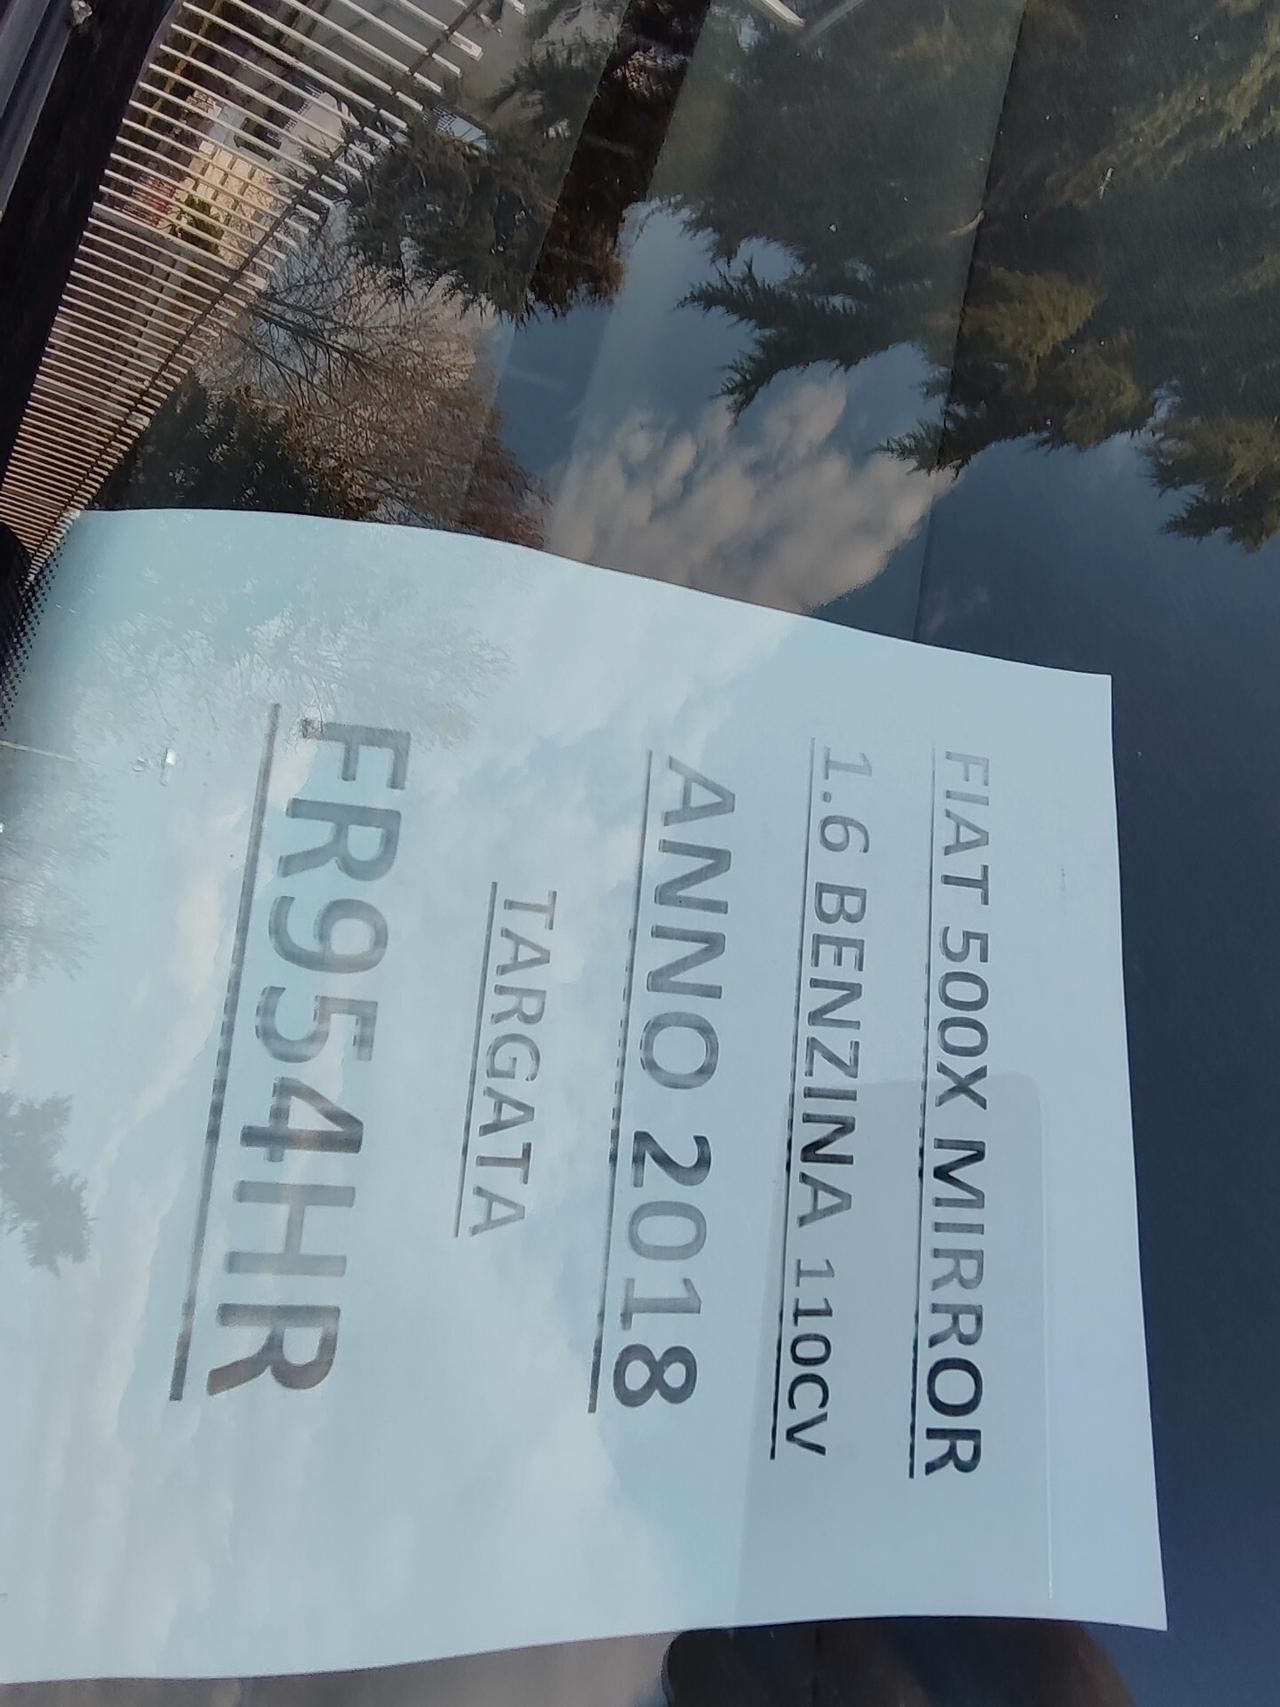 FIAT 500X MIRROR
1.6 BENZINA 110CV
ANNO 2018
TARGATA
FR954HR